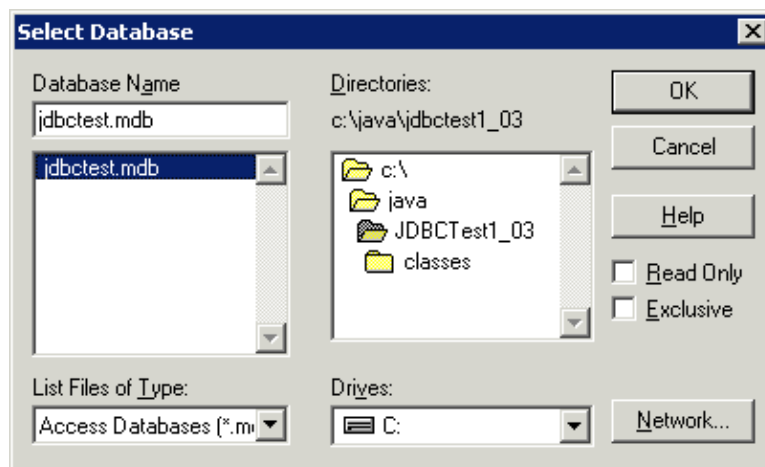 Select Database
Database Name
jdbctest.mdb
jdbctest.mdb
List Files of Type:
Access Databases (*.m
Directories:
c:\java\jdbctest1_03
c:\
java
JDBCTest1_03
classes
Drives:
C:
OK
Cancel
Help
Read Only
Exclusive
Network...